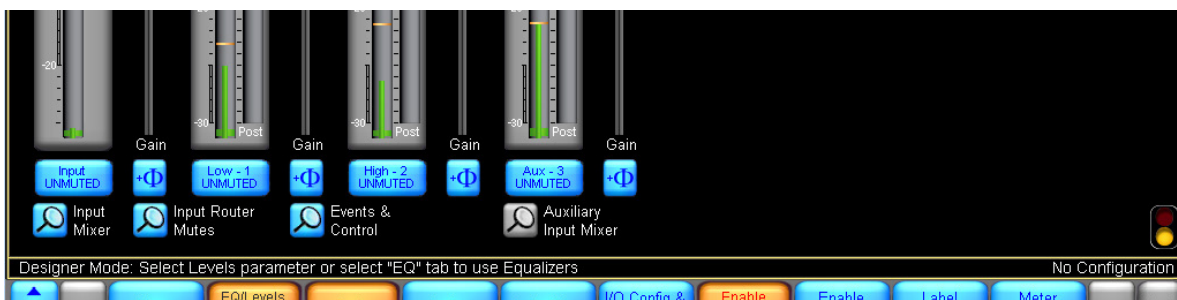 -20
-30 Post
-30 Post
-30 Post
Gain
Gain
Gain
Gain
Input
UNMUTED
+Φ
Low - 1
UNMUTED
+Φ
High - 2
UNMUTED
+Φ
Aux - 3
UNMUTED
+Φ
Input
Mixer
Input Router
Mutes
Events &
Control
Auxiliary
Input Mixer
Designer Mode: Select Levels parameter or select "EQ" tab to use Equalizers
No Configuration
EQ/Levels
I/O Config &
Enable
Enable
Label
Meter